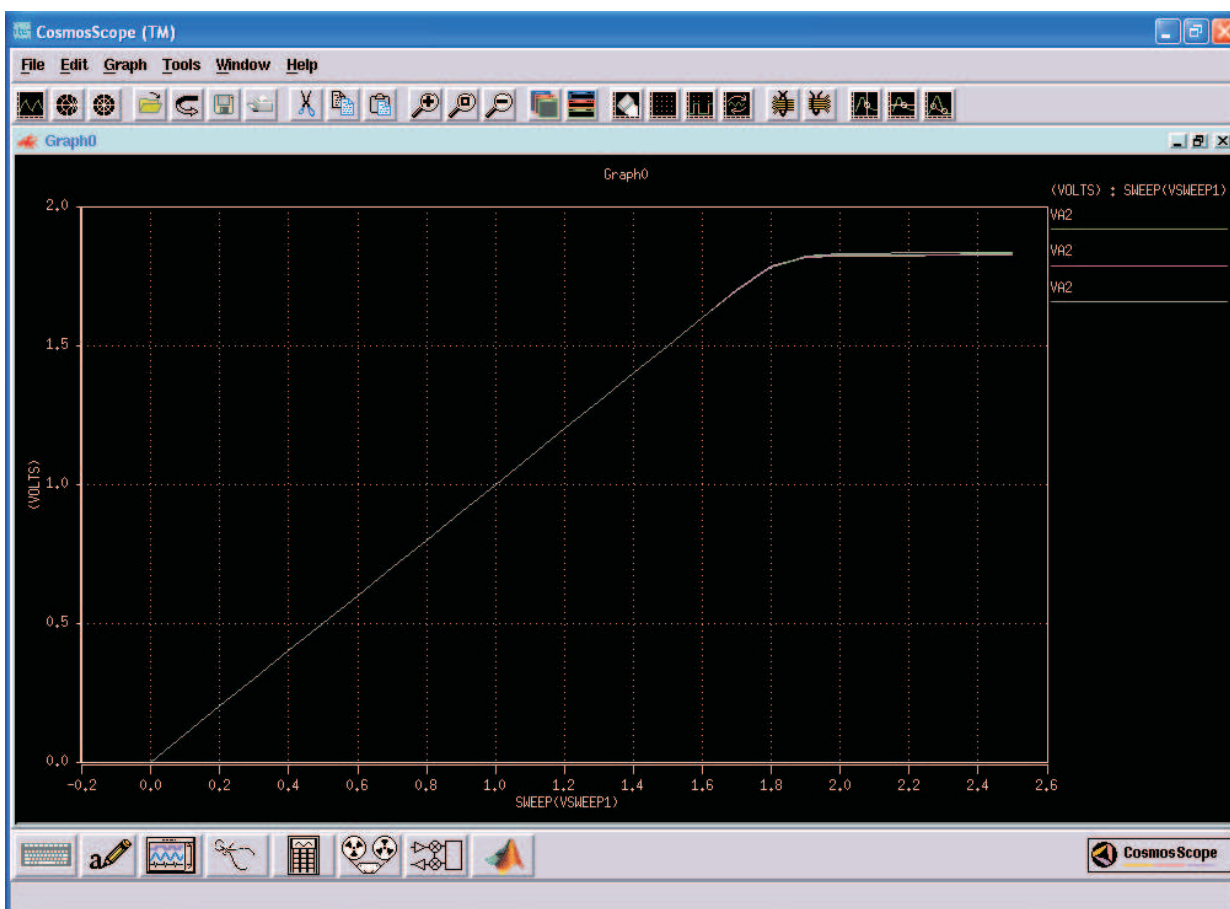 CosmosScope (TM)
File Edit Graph Tools Window Help
Graph0
Graph0
(VOLTS) : SWEEP(VSWEEP1)
VA2
VA2
VA2
2.0
1.5
1.0
0.5
0.0
(VOLTS)
-0.2 0.0 0.2 0.4 0.6 0.8 1.0 1.2 1.4 1.6 1.8 2.0 2.2 2.4 2.6
SWEEP(VSWEEP1)
a
CosmosScope